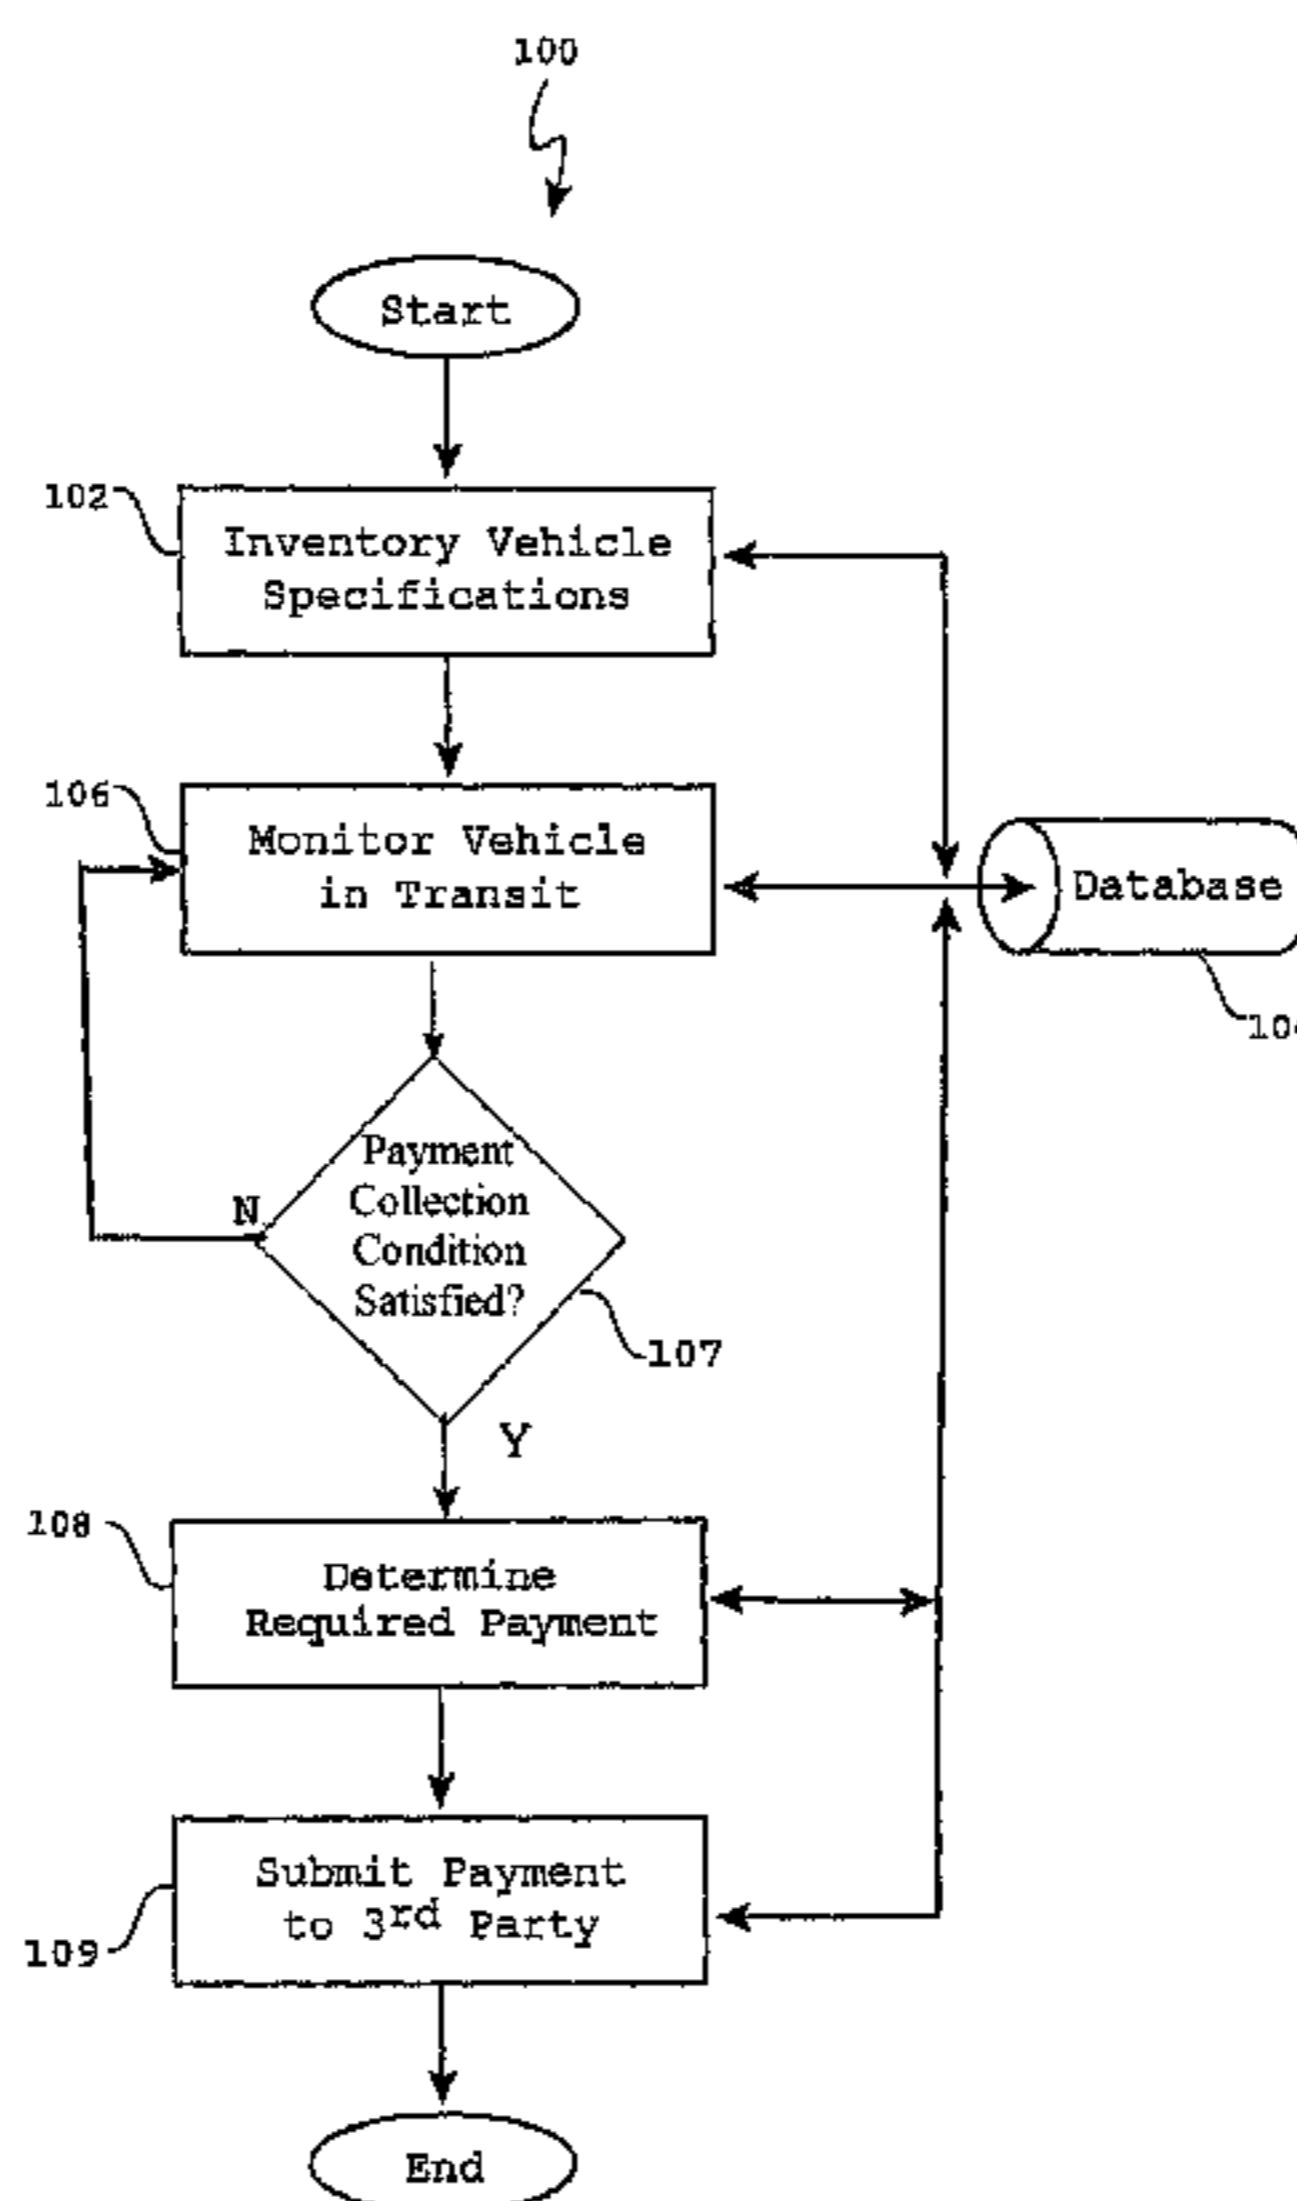 100
Start
102
Inventory Vehicle
Specifications
106
Monitor Vehicle
in Transit
Database
N
Payment
Collection
Condition
Satisfied?
107
Y
108
Determine
Required Payment
Submit Payment
to 3rd Party
109
End